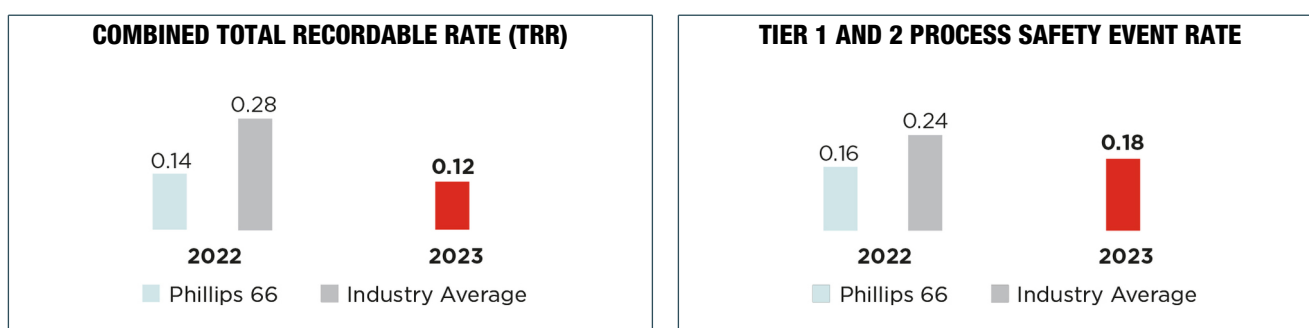 COMBINED TOTAL RECORDABLE RATE (TRR)
0.28
0.14
0.12
2022
2023
Phillips 66
Industry Average
TIER 1 AND 2 PROCESS SAFETY EVENT RATE
0.24
0.16
0.18
2022
2023
Phillips 66
Industry Average